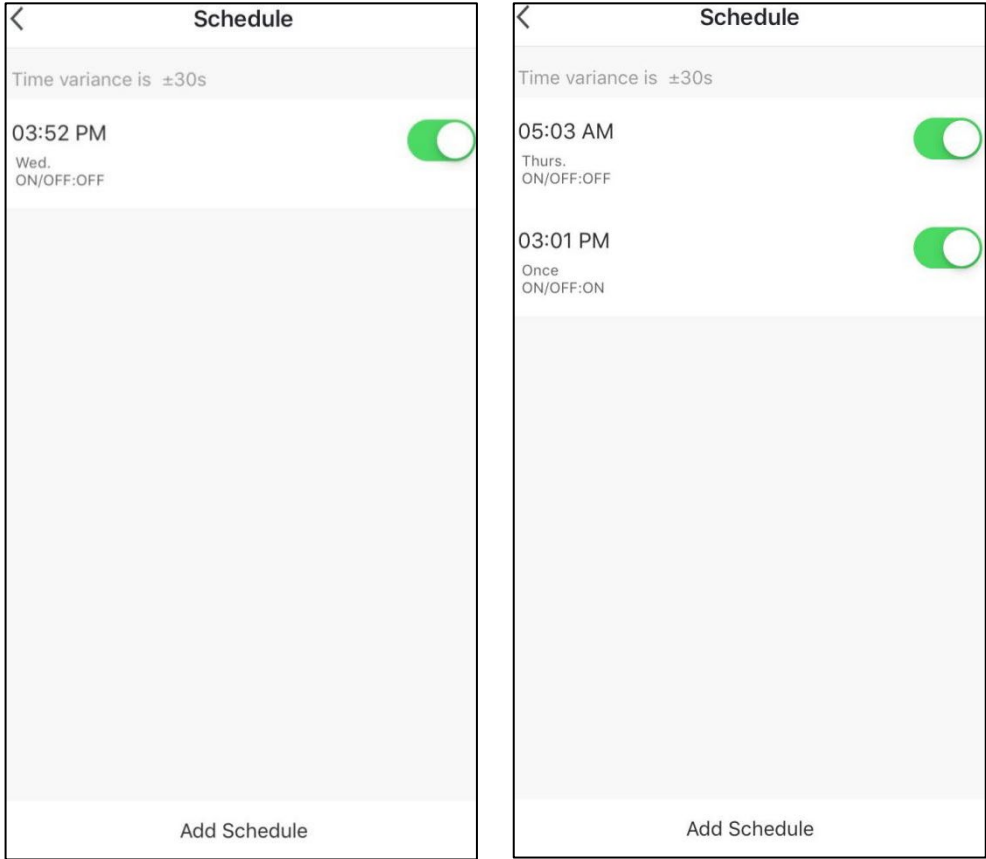 Schedule
Time variance is ±30s
03:52 PM
Wed.
ON/OFF:OFF
Add Schedule
Schedule
Time variance is ±30s
05:03 AM
Thurs.
ON/OFF:OFF
03:01 PM
Once
ON/OFF:ON
Add Schedule